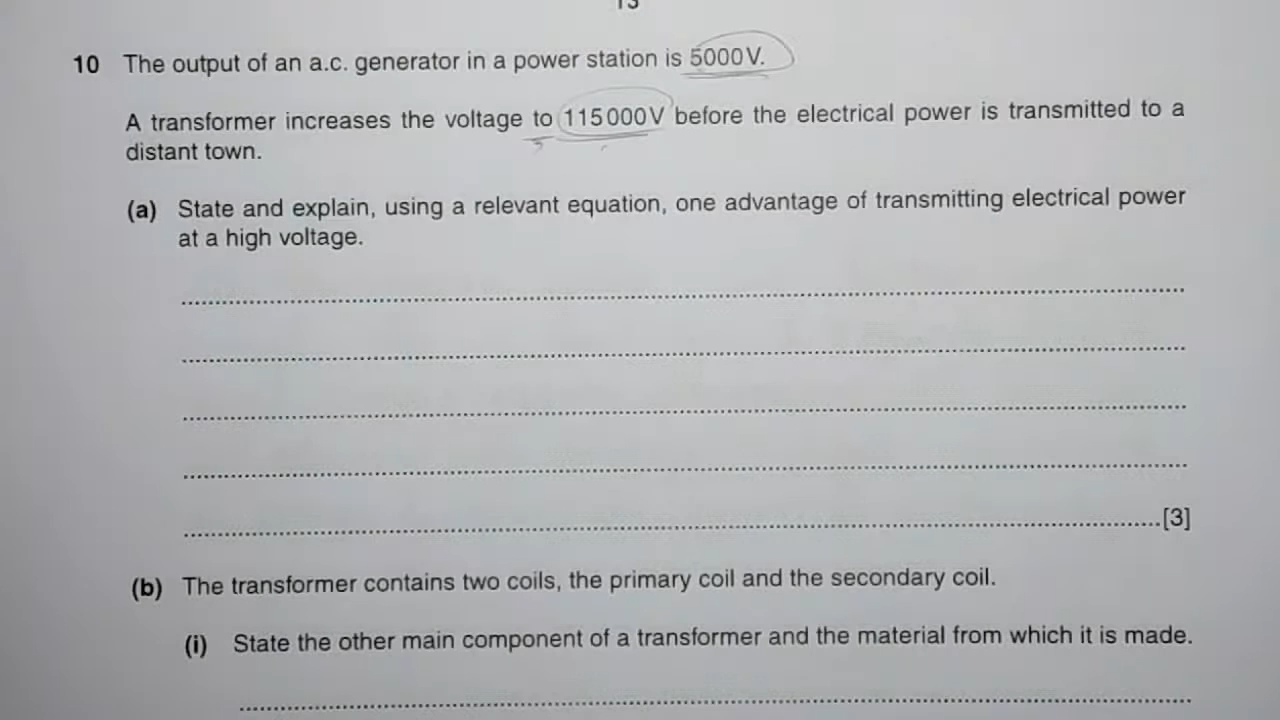 10 The output of an a.c. generator in a power station is 5000 V.
A transformer increases the voltage to 115 000 V before the electrical power is transmitted to a
distant town.
(a) State and explain, using a relevant equation, one advantage of transmitting electrical power
at a high voltage.
[3]
(b) The transformer contains two coils, the primary coil and the secondary coil.
(i) State the other main component of a transformer and the material from which it is made.